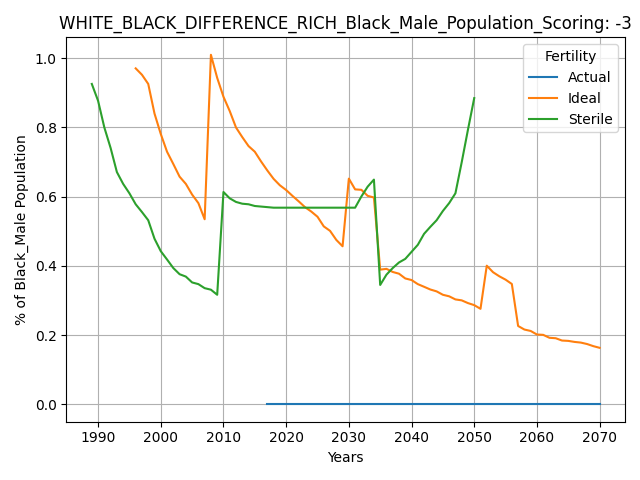 WHITE_BLACK_DIFFERENCE_RICH_Black_Male_Population_Scoring: -3
Fertility
Actual
Ideal
Sterile
% of Black_Male Population
1.0
0.8
0.6
0.4
0.2
0.0
1990 2000 2010 2020 2030 2040 2050 2060 2070
Years